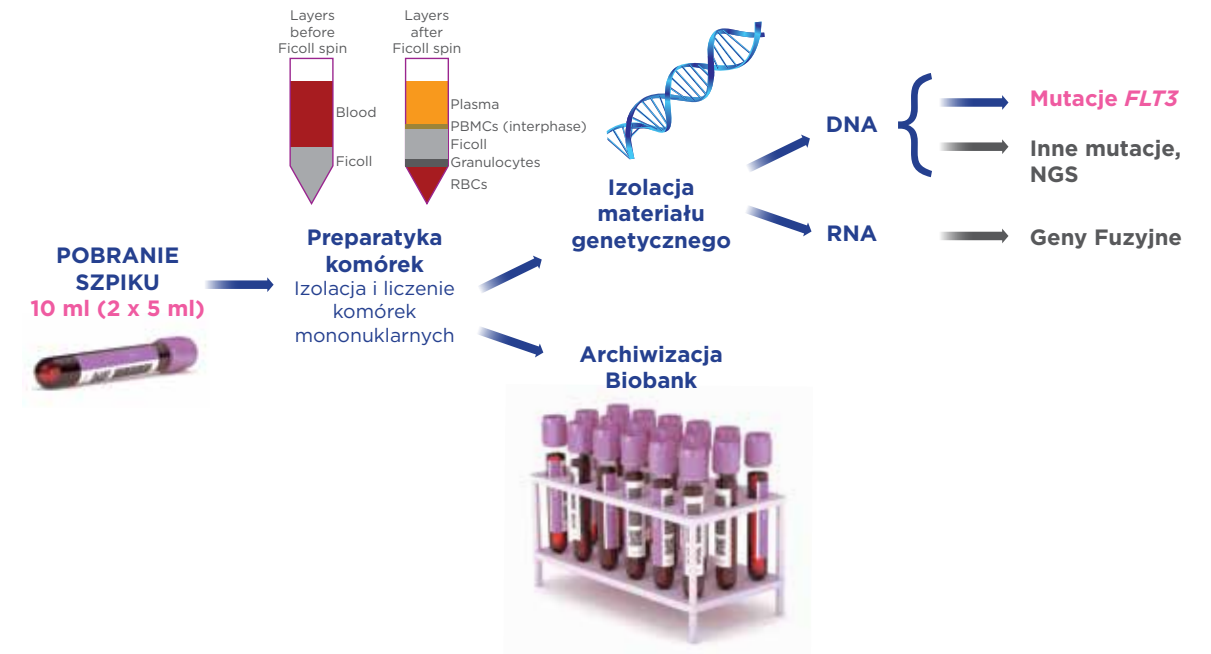 Layers
before
Ficoll spin
Blood
Ficoll
Layers
after
Ficoll spin
Plasma
PBMCs (interphase)
Ficoll
Granulocytes
RBCs
POBRANIE
SZPIKU
10 ml (2 x 5 ml)
Preparatyka
komórek
Izolacja i liczenie
komórek
mononuklarnych
Izolacja
materiału
genetycznego
Archiwizacja
Biobank
DNA
Mutacje FLT3
Inne mutacje,
NGS
RNA
Geny Fuzyjne